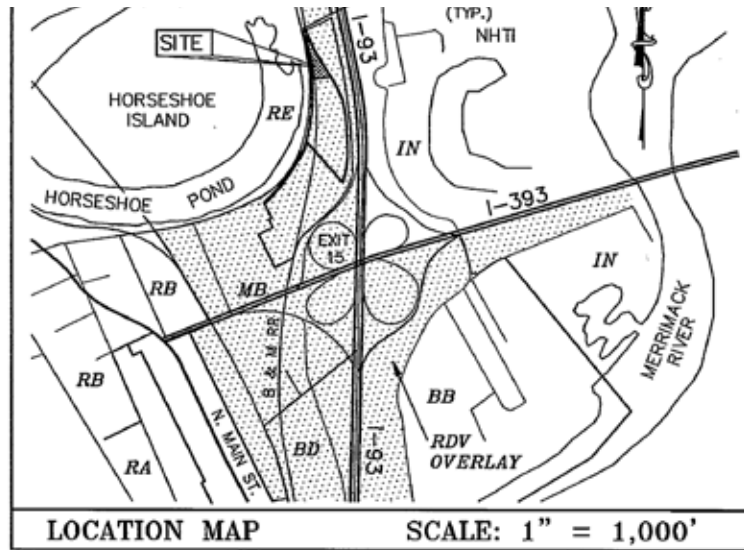 (TYP.)
NHTI
I-93
SITE
HORSESHOE
ISLAND
RE
IN
HORSESHOE POND
I-393
EXIT
15
IN
RB
MB
B & M RR
MERRIMACK
RIVER
RB
BB
RDV
OVERLAY
N. MAIN ST.
BD
I-93
RA
LOCATION MAP
SCALE: 1" = 1,000'